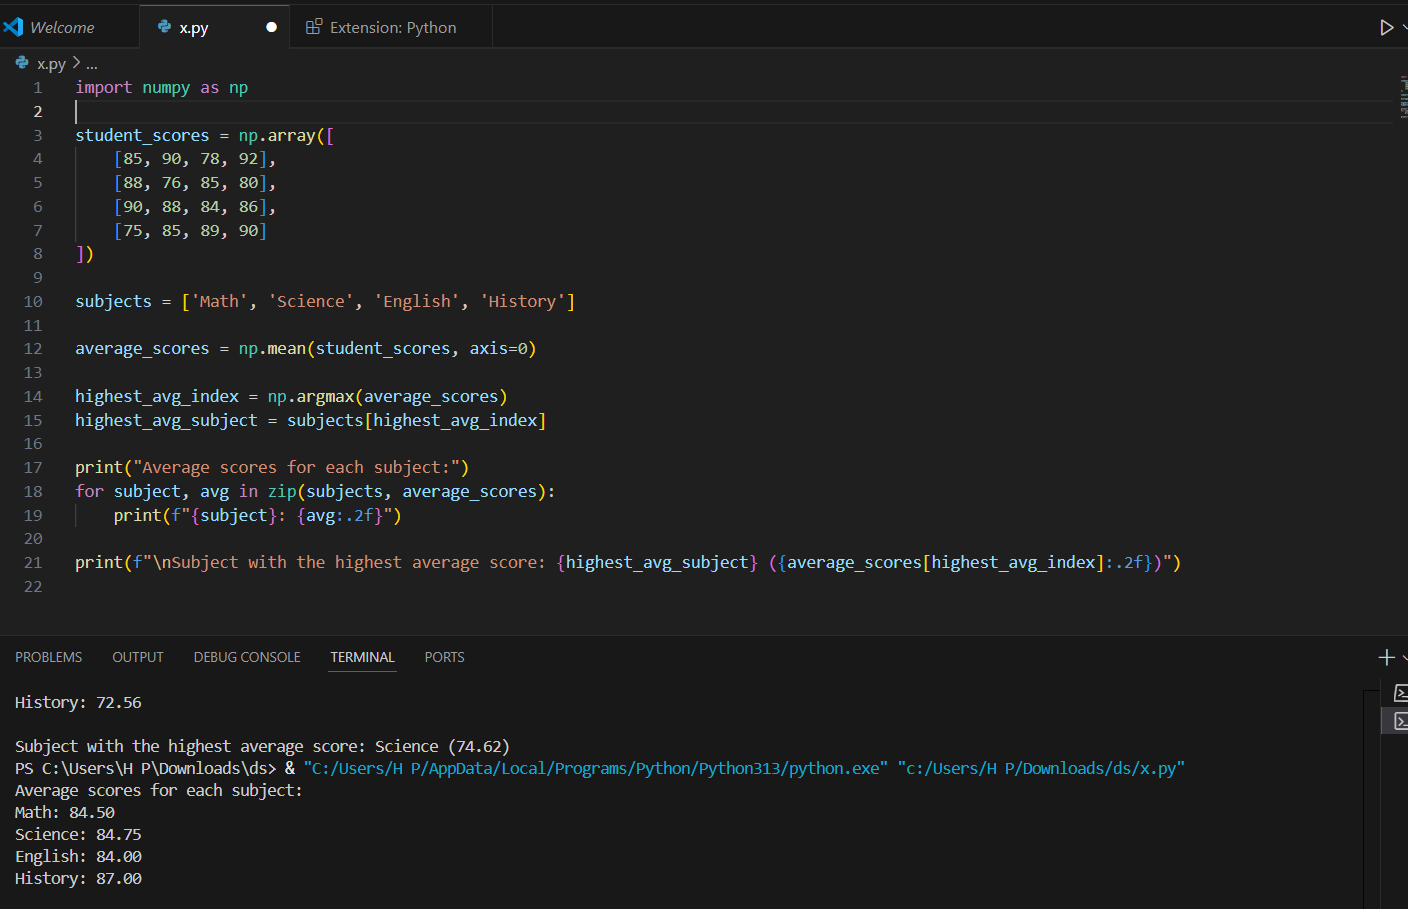 Welcome
x.py
Extension: Python
x.py > ...
1 import numpy as np
2
3 student_scores = np.array([
4     [85, 90, 78, 92],
5     [88, 76, 85, 80],
6     [90, 88, 84, 86],
7     [75, 85, 89, 90]
8 ])
9
10 subjects = ['Math', 'Science', 'English', 'History']
11
12 average_scores = np.mean(student_scores, axis=0)
13
14 highest_avg_index = np.argmax(average_scores)
15 highest_avg_subject = subjects[highest_avg_index]
16
17 print("Average scores for each subject:")
18 for subject, avg in zip(subjects, average_scores):
19     print(f"{subject}: {avg:.2f}")
20
21 print(f"\nSubject with the highest average score: {highest_avg_subject} ({average_scores[highest_avg_index]:.2f})")
22
PROBLEMS OUTPUT DEBUG CONSOLE TERMINAL PORTS
History: 72.56
Subject with the highest average score: Science (74.62)
PS C:\Users\H P\Downloads\ds> & "C:/Users/H P/AppData/Local/Programs/Python/Python313/python.exe" "c:/Users/H P/Downloads/ds/x.py"
Average scores for each subject:
Math: 84.50
Science: 84.75
English: 84.00
History: 87.00